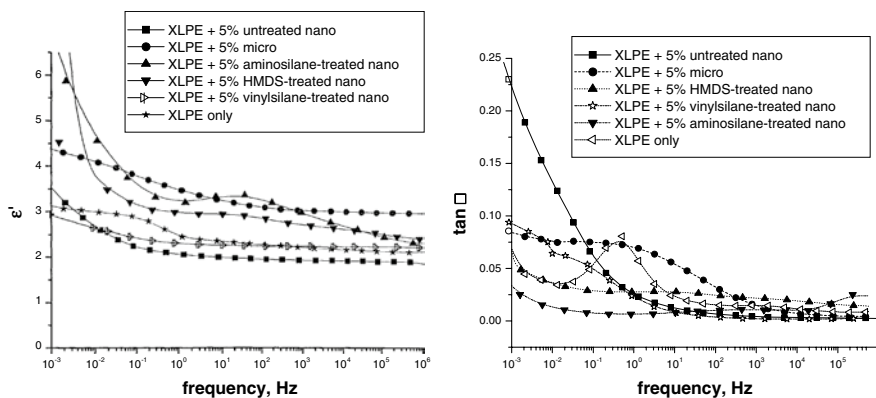 XLPE + 5% untreated nano
XLPE + 5% micro
XLPE + 5% aminosilane-treated nano
XLPE + 5% HMDS-treated nano
XLPE + 5% vinylsilane-treated nano
XLPE only
6
5
4
3
2
1
0
ε'
10⁻³ 10⁻² 10⁻¹ 10⁰ 10¹ 10² 10³ 10⁴ 10⁵ 10⁶
frequency, Hz
XLPE + 5% untreated nano
XLPE + 5% micro
XLPE + 5% HMDS-treated nano
XLPE + 5% vinylsilane-treated nano
XLPE + 5% aminosilane-treated nano
XLPE only
0.25
0.20
0.15
0.10
0.05
0.00
tan □
10⁻³ 10⁻² 10⁻¹ 10⁰ 10¹ 10² 10³ 10⁴ 10⁵
frequency, Hz